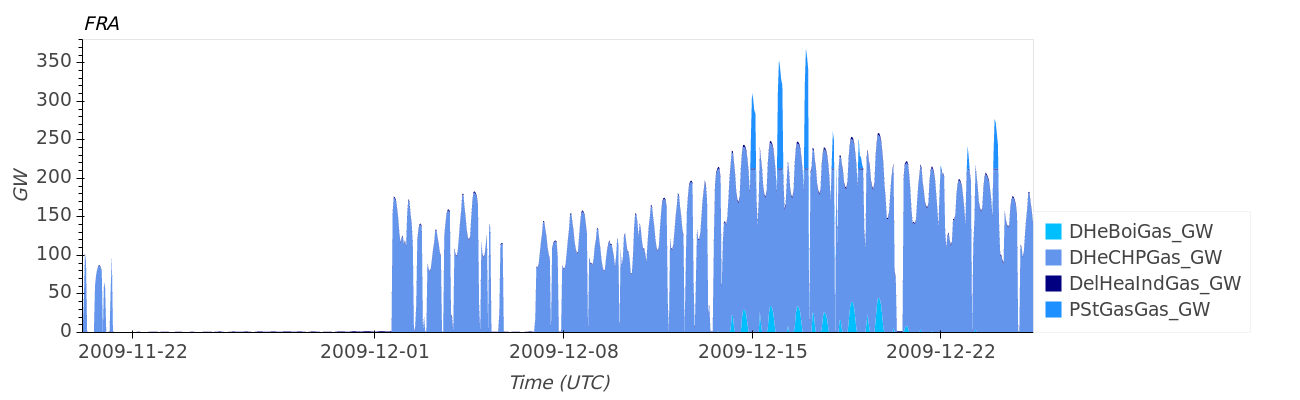 FRA
350
300
250
200
150
100
50
0
GW
2009-11-22
2009-12-01
2009-12-08
2009-12-15
2009-12-22
Time (UTC)
DHeBoiGas_GW
DHeCHPGas_GW
DelHeaIndGas_GW
PStGasGas_GW